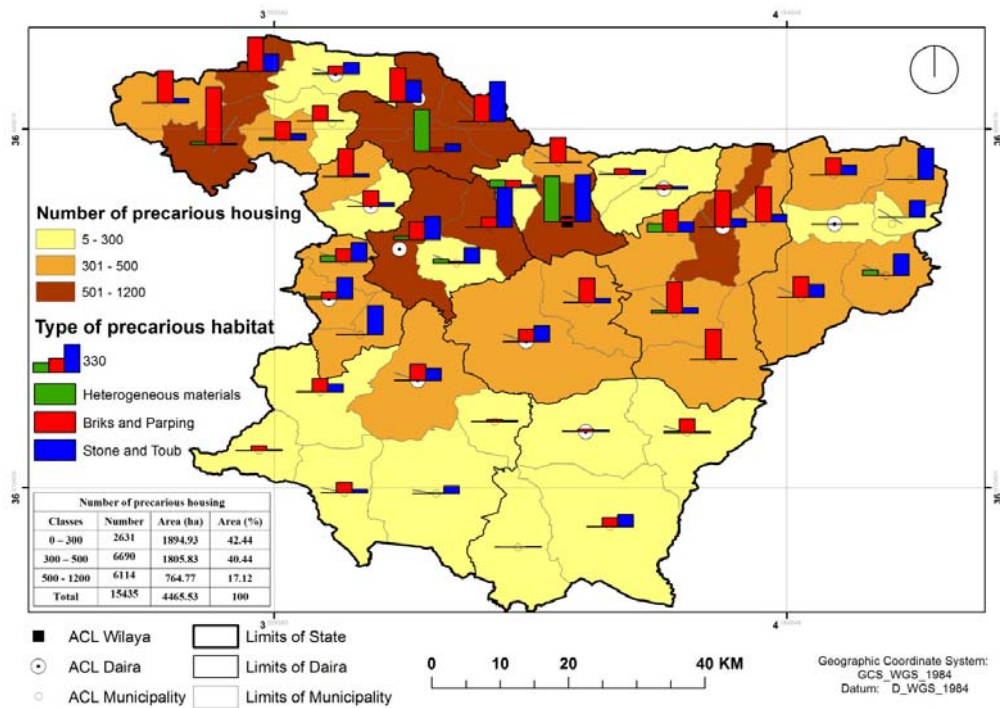 3
4
36
36
Number of precarious housing
5 - 300
301 - 500
501 - 1200
Type of precarious habitat
330
Heterogeneous materials
Briks and Parping
Stone and Toub
36
36
Number of precarious housing
Classes Number Area (ha) Area (%)
0 – 300 2631 1894.93 42.44
300 – 500 6690 1805.83 40.44
500 - 1200 6114 764.77 17.12
Total 15435 4465.53 100
3
4
ACL Wilaya Limits of State
ACL Daira Limits of Daira
ACL Municipality Limits of Municipality
0 10 20 40 KM
Geographic Coordinate System:
GCS_WGS_1984
Datum: D_WGS_1984